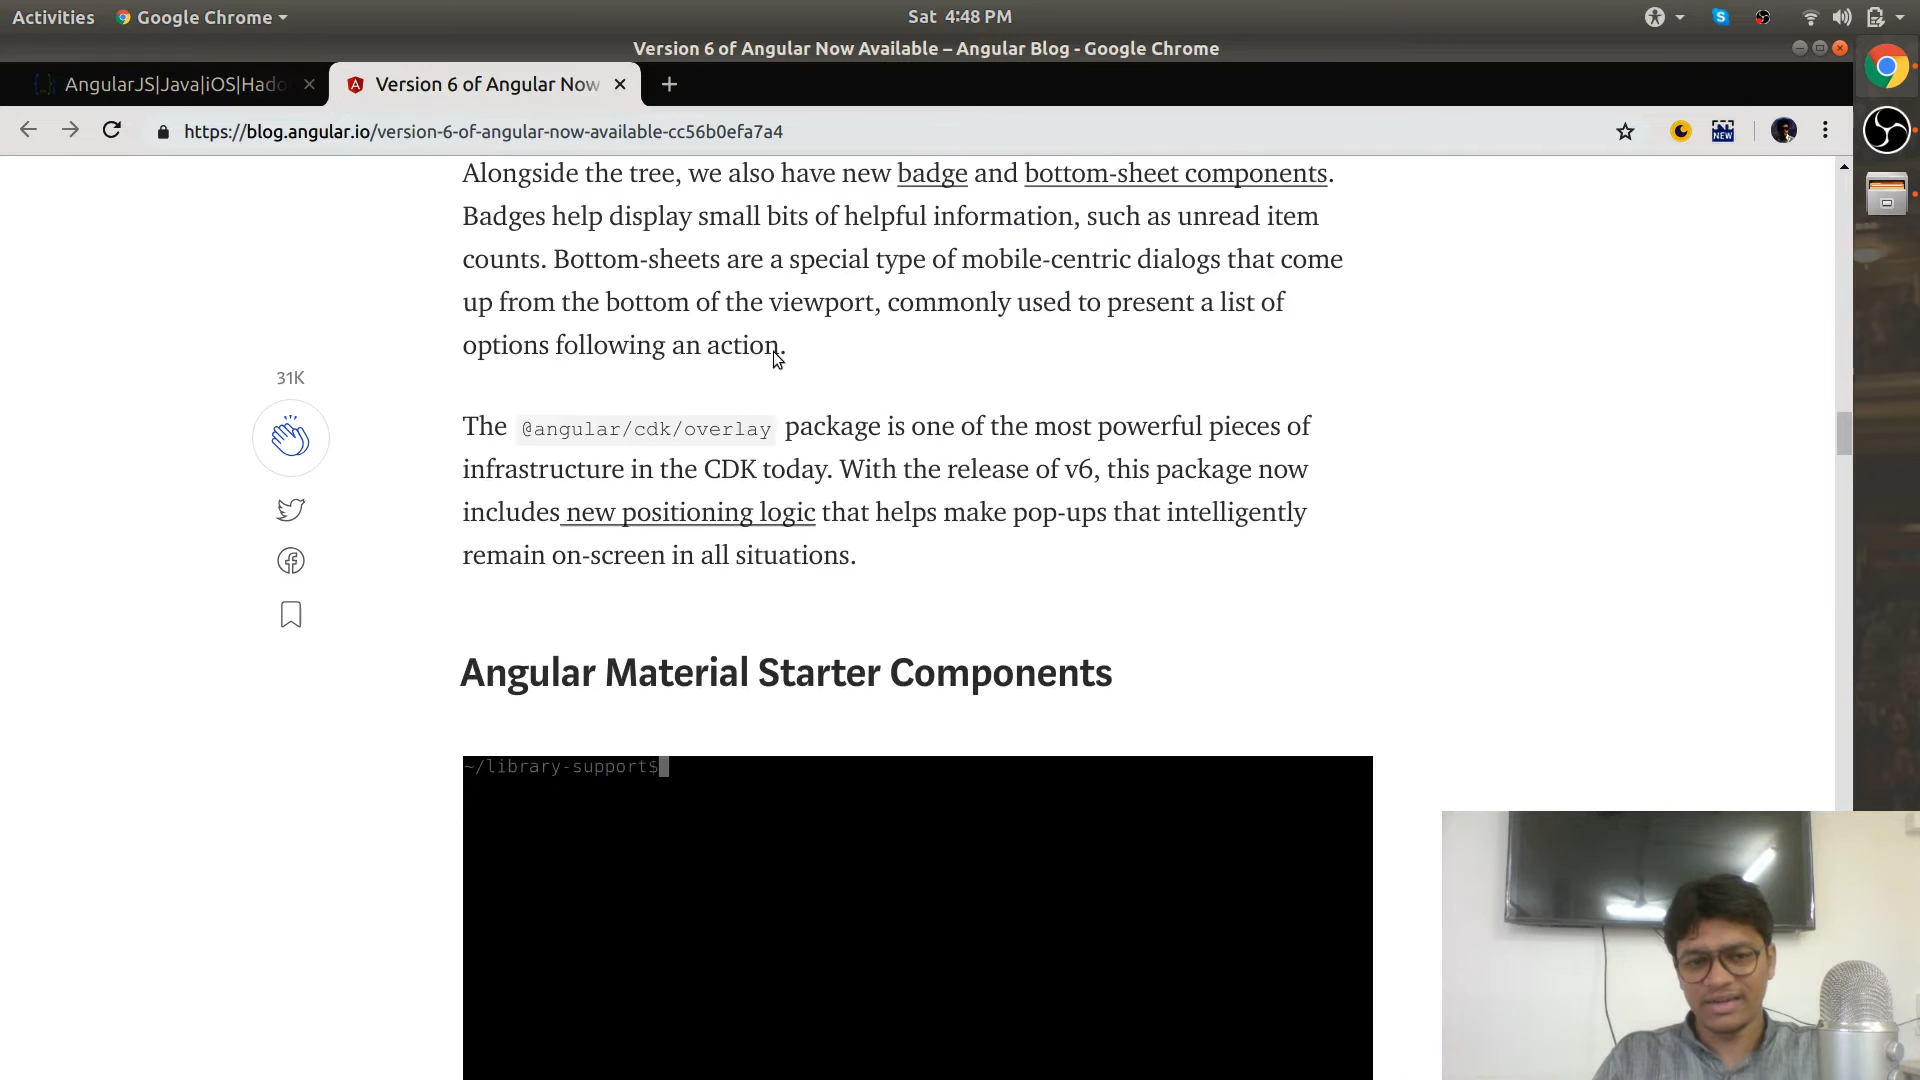 Activities
Google Chrome
Sat 4:48 PM
Version 6 of Angular Now Available – Angular Blog - Google Chrome
AngularJS|Java|iOS|Hado
Version 6 of Angular Now
https://blog.angular.io/version-6-of-angular-now-available-cc56b0efa7a4
NEW
Alongside the tree, we also have new badge and bottom-sheet components.
Badges help display small bits of helpful information, such as unread item
counts. Bottom-sheets are a special type of mobile-centric dialogs that come
up from the bottom of the viewport, commonly used to present a list of
options following an action.
31K
The @angular/cdk/overlay package is one of the most powerful pieces of
infrastructure in the CDK today. With the release of v6, this package now
includes new positioning logic that helps make pop-ups that intelligently
remain on-screen in all situations.
Angular Material Starter Components
~/library-support$